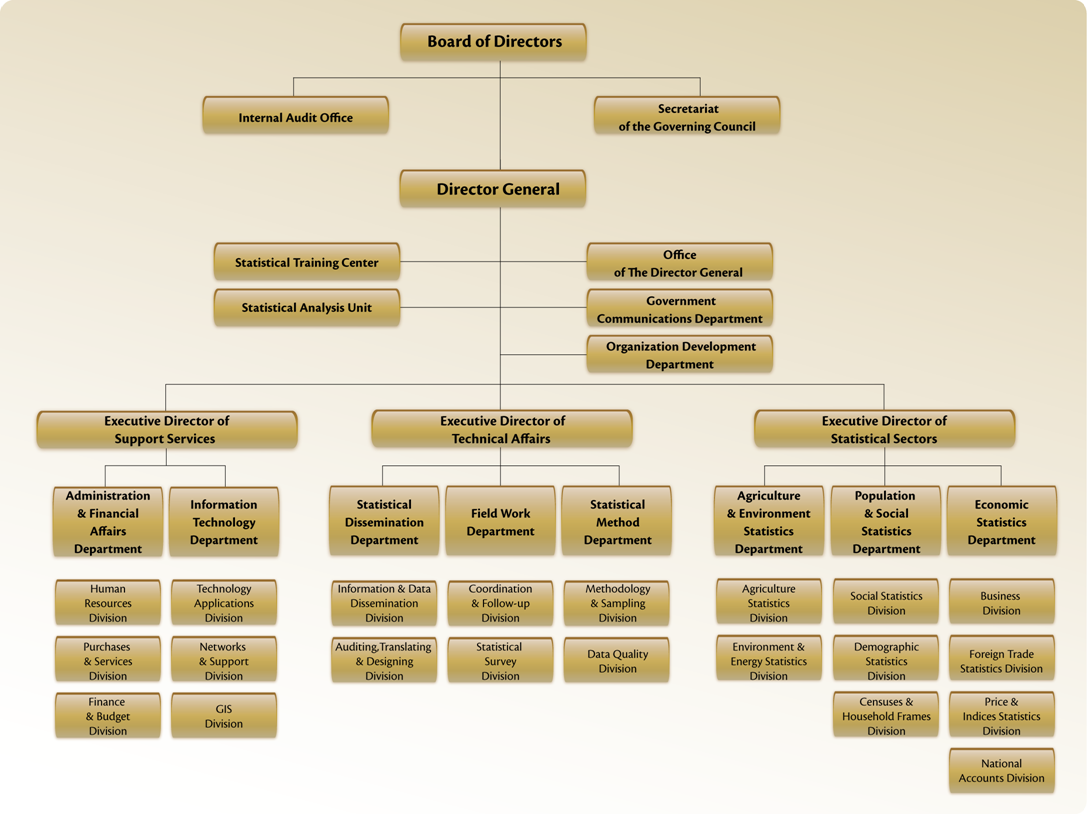 Board of Directors
Internal Audit Office
Secretariat
of the Governing Council
Director General
Statistical Training Center
Office
of The Director General
Statistical Analysis Unit
Government
Communications Department
Organization Development
Department
Executive Director of
Support Services
Executive Director of
Technical Affairs
Executive Director of
Statistical Sectors
Administration
& Financial
Affairs
Department
Information
Technology
Department
Statistical
Dissemination
Department
Field Work
Department
Statistical
Method
Department
Agriculture
& Environment
Statistics
Department
Population
& Social
Statistics
Department
Economic
Statistics
Department
Human
Resources
Division
Technology
Applications
Division
Information & Data
Dissemination
Division
Coordination
& Follow-up
Division
Methodology
& Sampling
Division
Agriculture
Statistics
Division
Social Statistics
Division
Business
Division
Purchases
& Services
Division
Networks
& Support
Division
Auditing,Translating
& Designing
Division
Statistical
Survey
Division
Data Quality
Division
Environment &
Energy Statistics
Division
Demographic
Statistics
Division
Foreign Trade
Statistics Division
Finance
& Budget
Division
GIS
Division
Censuses &
Household Frames
Division
Price &
Indices Statistics
Division
National
Accounts Division